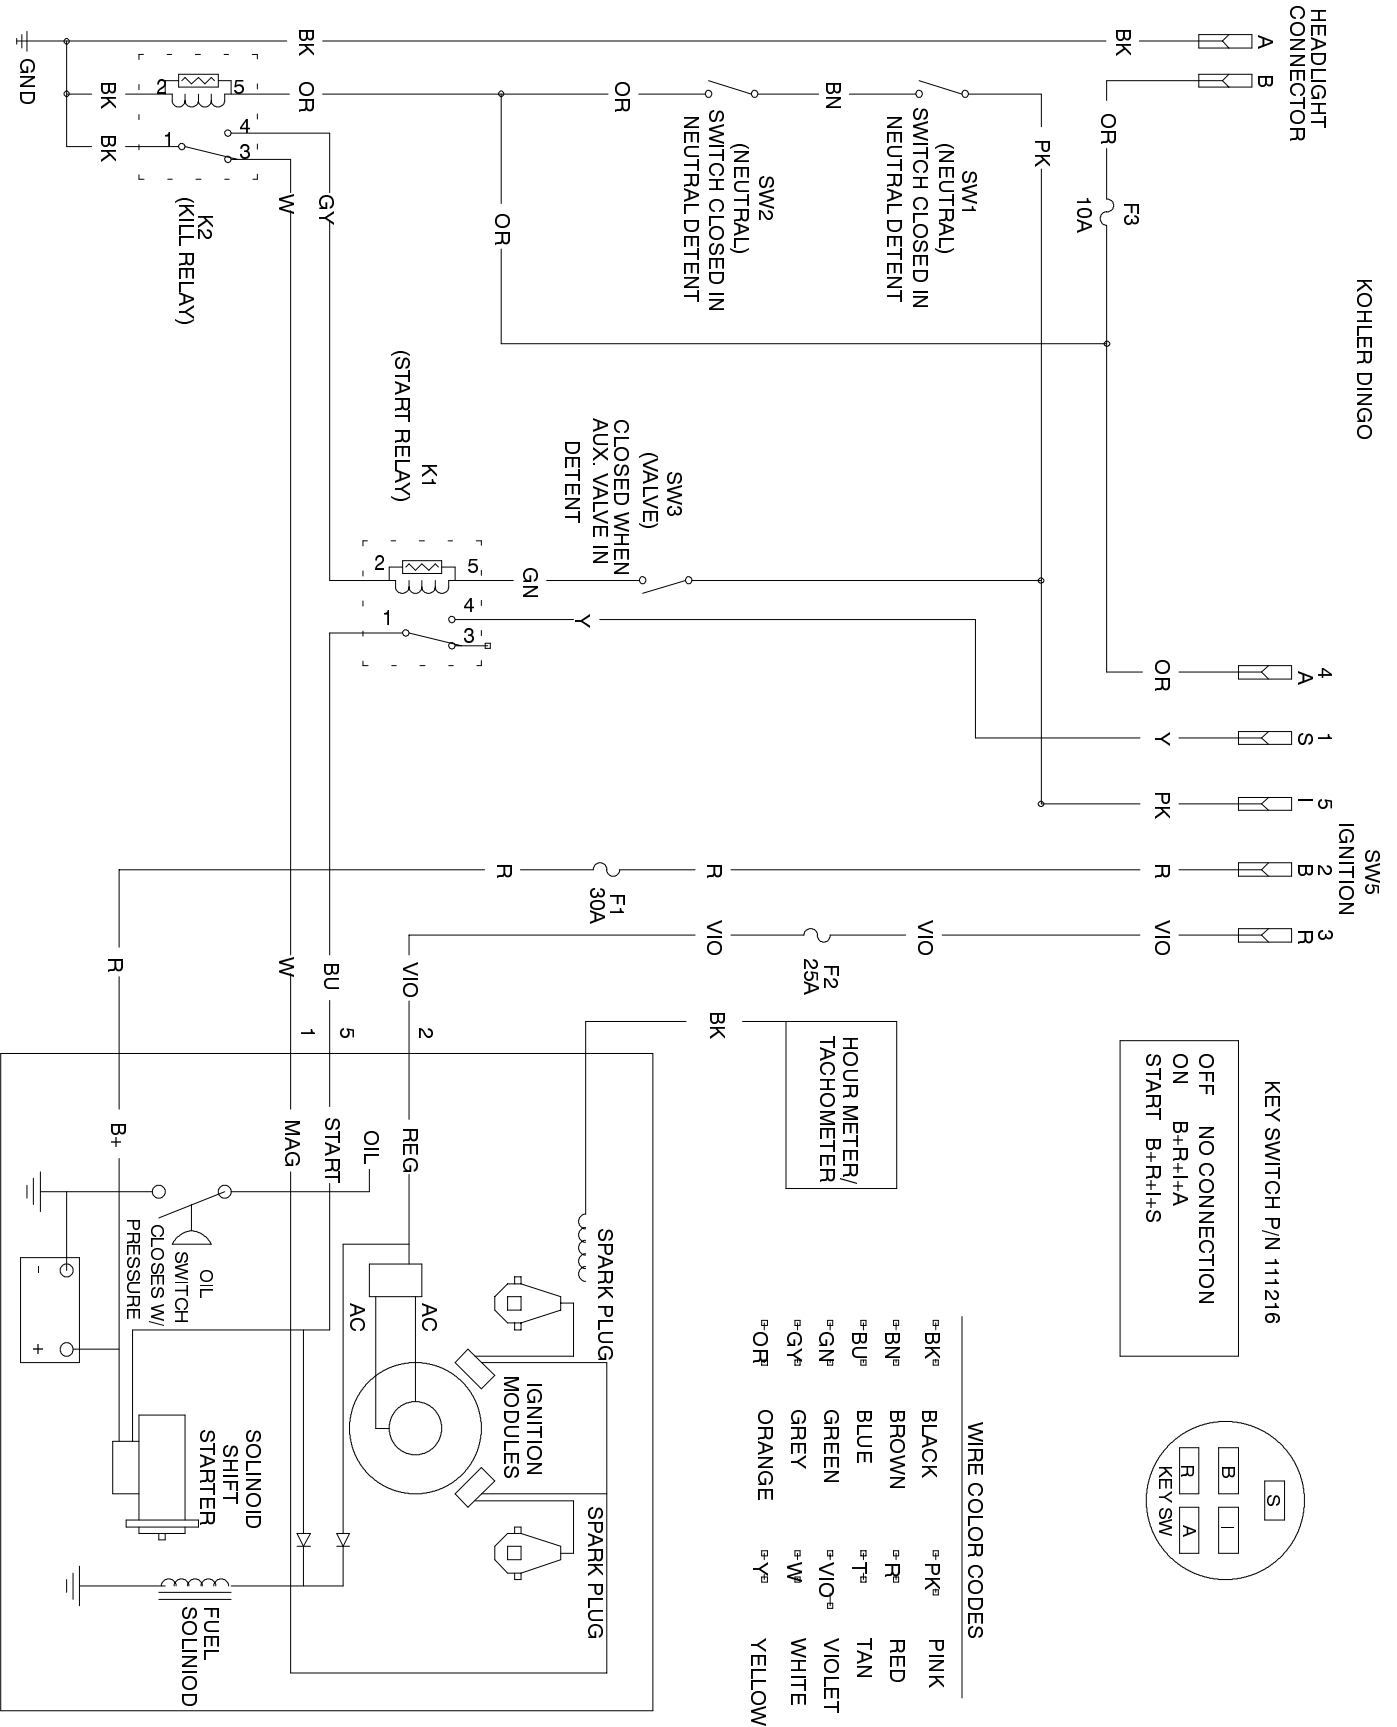 KOHLER DINGO
HEADLIGHT
CONNECTOR
A
B
BK
OR
F3
10A
BK
OR
OR
BN
PK
SW1
(NEUTRAL)
SWITCH CLOSED IN
NEUTRAL DETENT
SW2
(NEUTRAL)
SWITCH CLOSED IN
NEUTRAL DETENT
OR
GND
BK
BK
2
5
1
4
3
K2
(KILL RELAY)
W
GY
K1
(START RELAY)
2
5
1
4
3
SW3
(VALVE)
CLOSED WHEN
AUX. VALVE IN
DETENT
GN
Y
SW5
IGNITION
4
A
OR
1
S
Y
5
I
PK
2
B
R
3
R
VIO
R
F1
30A
R
VIO
F2
25A
VIO
R
W
BU
VIO
1
5
2
BK
HOUR METER/
TACHOMETER
KEY SWITCH P/N 111216
OFF NO CONNECTION
ON B+R+I+A
START B+R+I+S
B+
MAG
START
OIL
REG
OIL
SWITCH
CLOSES W/
PRESSURE
-
+
AC
AC
SPARK PLUG
IGNITION
MODULES
SPARK PLUG
SOLINOID
SHIFT
STARTER
FUEL
SOLINIOD
WIRE COLOR CODES
BK BLACK
BN BROWN
BU BLUE
GN GREEN
GY GREY
OR ORANGE
PK PINK
R RED
T TAN
VIO VIOLET
W WHITE
Y YELLOW
S
B
I
R
A
KEY SW